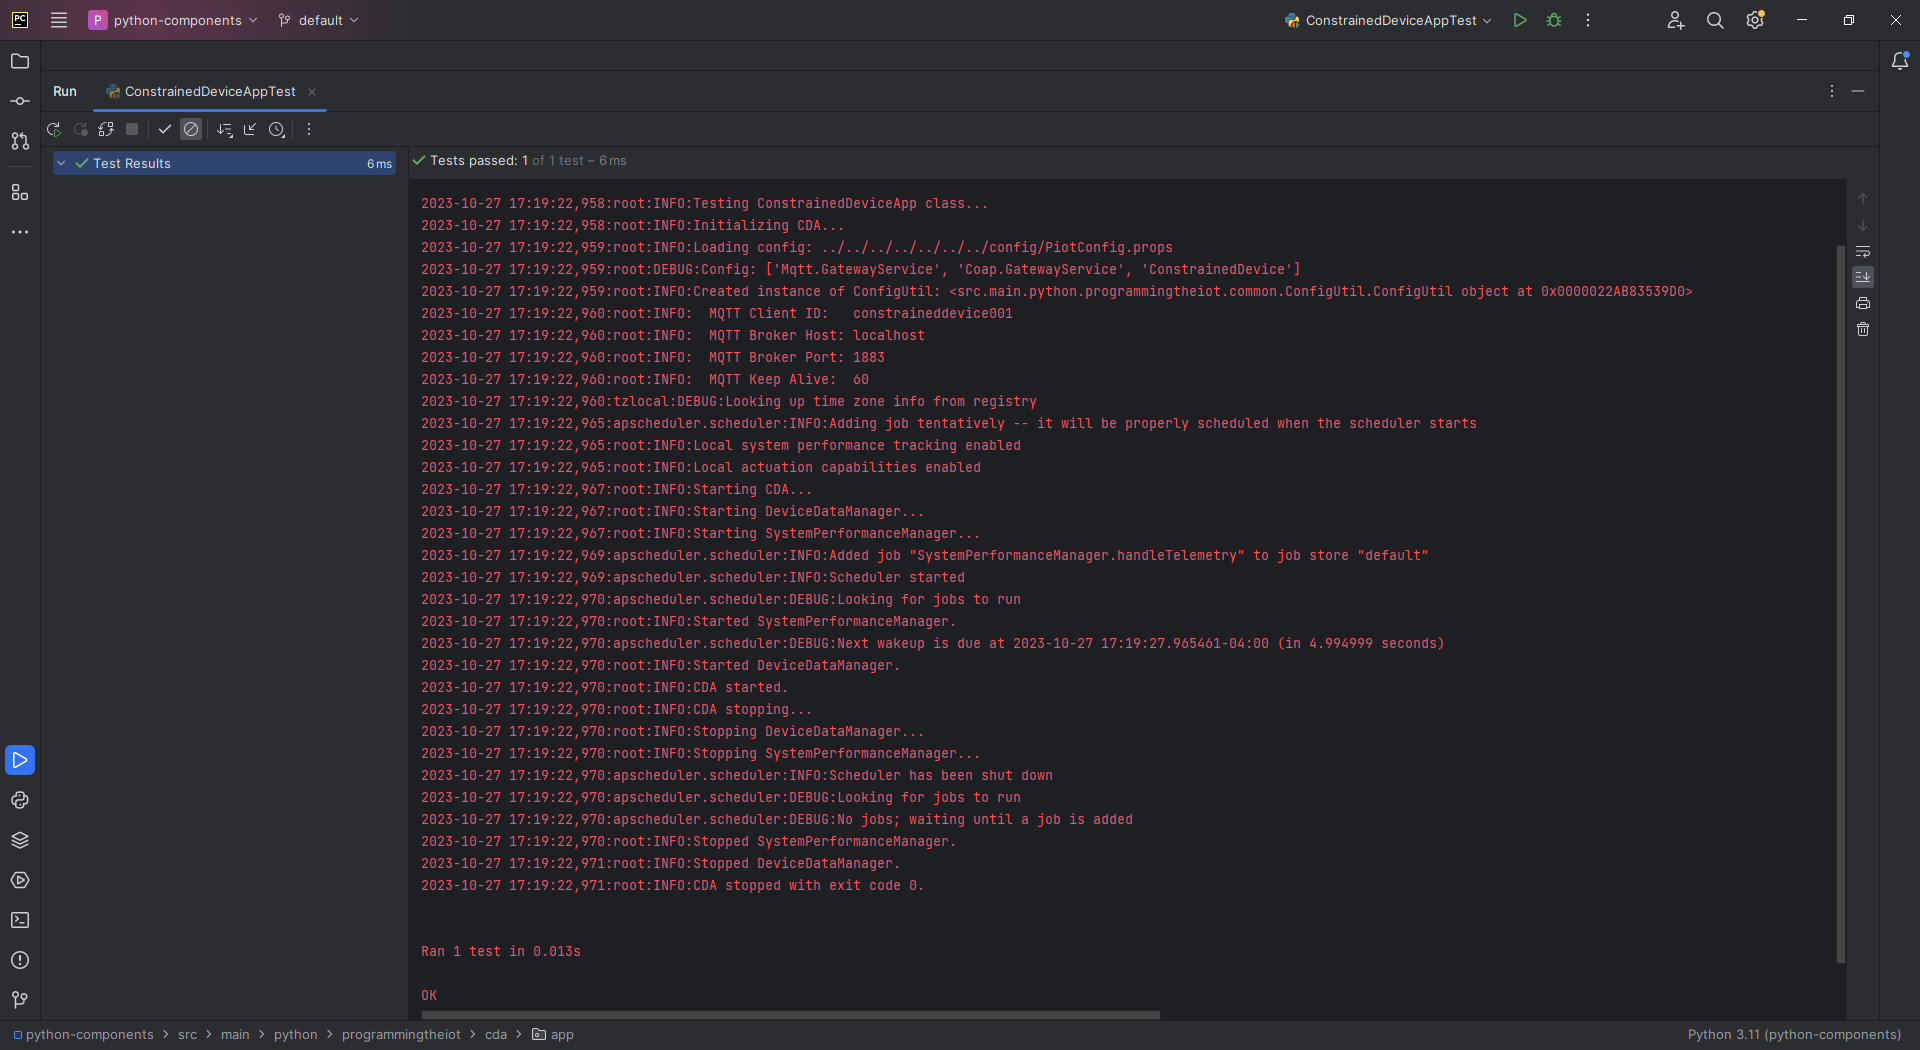 PC P python-components default ConstrainedDeviceAppTest
Run ConstrainedDeviceAppTest
Test Results 6 ms
Tests passed: 1 of 1 test – 6 ms
2023-10-27 17:19:22,958:root:INFO:Testing ConstrainedDeviceApp class...
2023-10-27 17:19:22,958:root:INFO:Initializing CDA...
2023-10-27 17:19:22,959:root:INFO:Loading config: ../../../../../../../config/PiotConfig.props
2023-10-27 17:19:22,959:root:DEBUG:Config: ['Mqtt.GatewayService', 'Coap.GatewayService', 'ConstrainedDevice']
2023-10-27 17:19:22,959:root:INFO:Created instance of ConfigUtil: <src.main.python.programmingtheiot.common.ConfigUtil.ConfigUtil object at 0x0000022AB83539D0>
2023-10-27 17:19:22,960:root:INFO:  MQTT Client ID:   constraineddevice001
2023-10-27 17:19:22,960:root:INFO:  MQTT Broker Host: localhost
2023-10-27 17:19:22,960:root:INFO:  MQTT Broker Port: 1883
2023-10-27 17:19:22,960:root:INFO:  MQTT Keep Alive:  60
2023-10-27 17:19:22,960:tzlocal:DEBUG:Looking up time zone info from registry
2023-10-27 17:19:22,965:apscheduler.scheduler:INFO:Adding job tentatively -- it will be properly scheduled when the scheduler starts
2023-10-27 17:19:22,965:root:INFO:Local system performance tracking enabled
2023-10-27 17:19:22,965:root:INFO:Local actuation capabilities enabled
2023-10-27 17:19:22,967:root:INFO:Starting CDA...
2023-10-27 17:19:22,967:root:INFO:Starting DeviceDataManager...
2023-10-27 17:19:22,967:root:INFO:Starting SystemPerformanceManager...
2023-10-27 17:19:22,969:apscheduler.scheduler:INFO:Added job "SystemPerformanceManager.handleTelemetry" to job store "default"
2023-10-27 17:19:22,969:apscheduler.scheduler:INFO:Scheduler started
2023-10-27 17:19:22,970:apscheduler.scheduler:DEBUG:Looking for jobs to run
2023-10-27 17:19:22,970:root:INFO:Started SystemPerformanceManager.
2023-10-27 17:19:22,970:apscheduler.scheduler:DEBUG:Next wakeup is due at 2023-10-27 17:19:27.965461-04:00 (in 4.994999 seconds)
2023-10-27 17:19:22,970:root:INFO:Started DeviceDataManager.
2023-10-27 17:19:22,970:root:INFO:CDA started.
2023-10-27 17:19:22,970:root:INFO:CDA stopping...
2023-10-27 17:19:22,970:root:INFO:Stopping DeviceDataManager...
2023-10-27 17:19:22,970:root:INFO:Stopping SystemPerformanceManager...
2023-10-27 17:19:22,970:apscheduler.scheduler:INFO:Scheduler has been shut down
2023-10-27 17:19:22,970:apscheduler.scheduler:DEBUG:Looking for jobs to run
2023-10-27 17:19:22,970:apscheduler.scheduler:DEBUG:No jobs; waiting until a job is added
2023-10-27 17:19:22,970:root:INFO:Stopped SystemPerformanceManager.
2023-10-27 17:19:22,971:root:INFO:Stopped DeviceDataManager.
2023-10-27 17:19:22,971:root:INFO:CDA stopped with exit code 0.
Ran 1 test in 0.013s
OK
python-components > src > main > python > programmingtheiot > cda > app Python 3.11 (python-components)